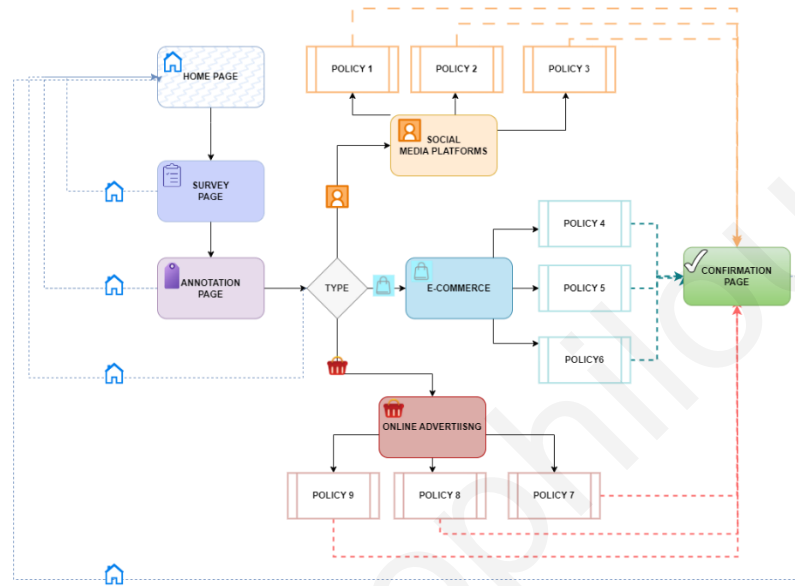 POLICY 1
POLICY 2
POLICY 3
HOME PAGE
SOCIAL
MEDIA PLATFORMS
SURVEY
PAGE
POLICY 4
ANNOTATION
PAGE
TYPE
E-COMMERCE
POLICY 5
CONFIRMATION
PAGE
POLICY6
ONLINE ADVERTIISNG
POLICY 9
POLICY 8
POLICY 7